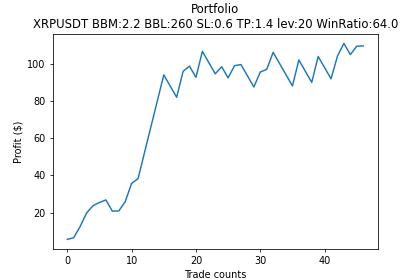 Portfolio
XRPUSDT BBM:2.2 BBL:260 SL:0.6 TP:1.4 lev:20 WinRatio:64.0
100
80
60
40
20
Profit ($)
0 10 20 30 40
Trade counts